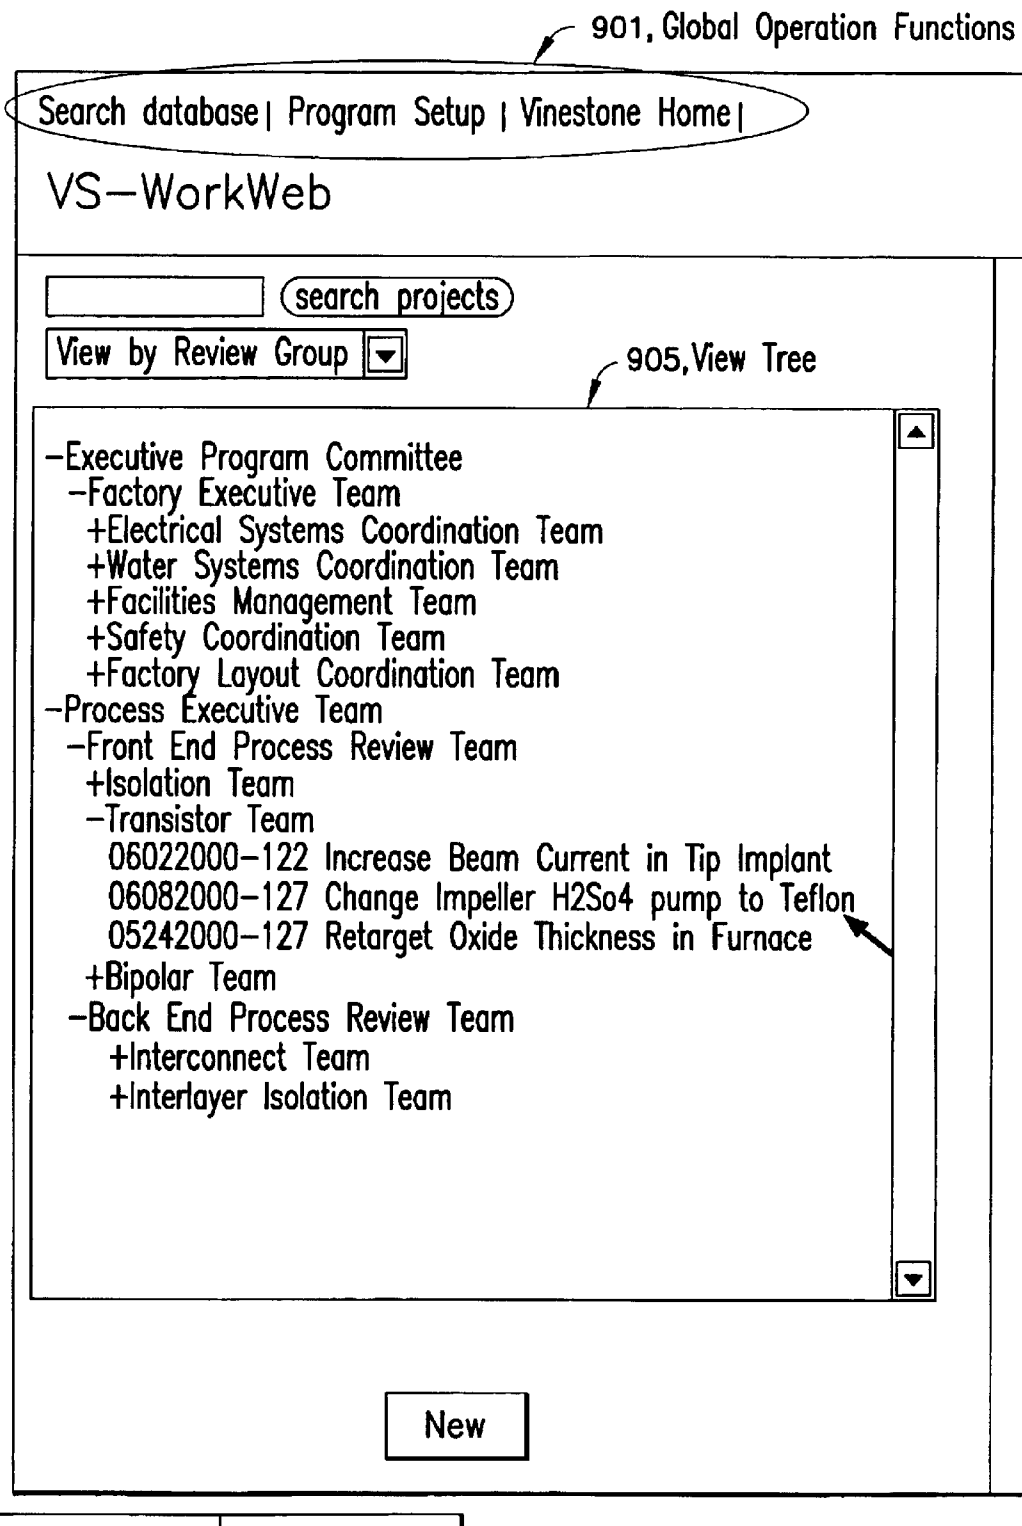 901, Global Operation Functions
Search database| Program Setup | Vinestone Home|
VS-WorkWeb
search projects
View by Review Group
905, View Tree
-Executive Program Committee
-Factory Executive Team
+Electrical Systems Coordination Team
+Water Systems Coordination Team
+Facilities Management Team
+Safety Coordination Team
+Factory Layout Coordination Team
-Process Executive Team
-Front End Process Review Team
+Isolation Team
-Transistor Team
06022000-122 Increase Beam Current in Tip Implant
06082000-127 Change Impeller H2So4 pump to Teflon
05242000-127 Retarget Oxide Thickness in Furnace
+Bipolar Team
-Back End Process Review Team
+Interconnect Team
+Interlayer Isolation Team
New